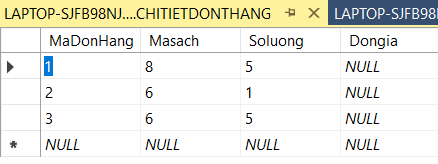 LAPTOP-SJFB98NJ....CHITIETDONTHANG LAPTOP-SJFB98N
MaDonHang Masach Soluong Dongia
1 8 5 NULL
2 6 1 NULL
3 6 5 NULL
NULL NULL NULL NULL